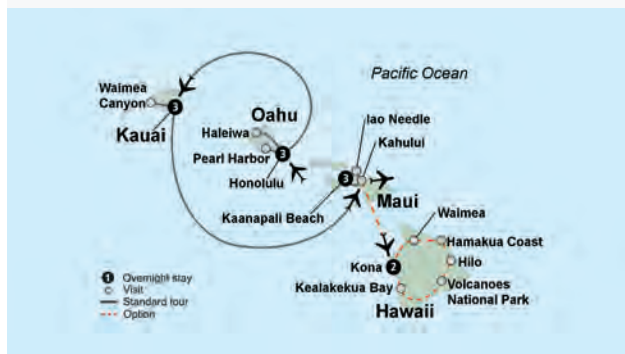 Pacific Ocean
Waimea
Canyon
3
Kauai
Oahu
Haleiwa
Pearl Harbor
3
Honolulu
Iao Needle
Kahului
3
Maui
Kaanapali Beach
Waimea
Hamakua Coast
Kona
2
Hilo
Kealakekua Bay
Volcanoes
National Park
Hawaii
1 Overnight stay
Visit
Standard tour
Option